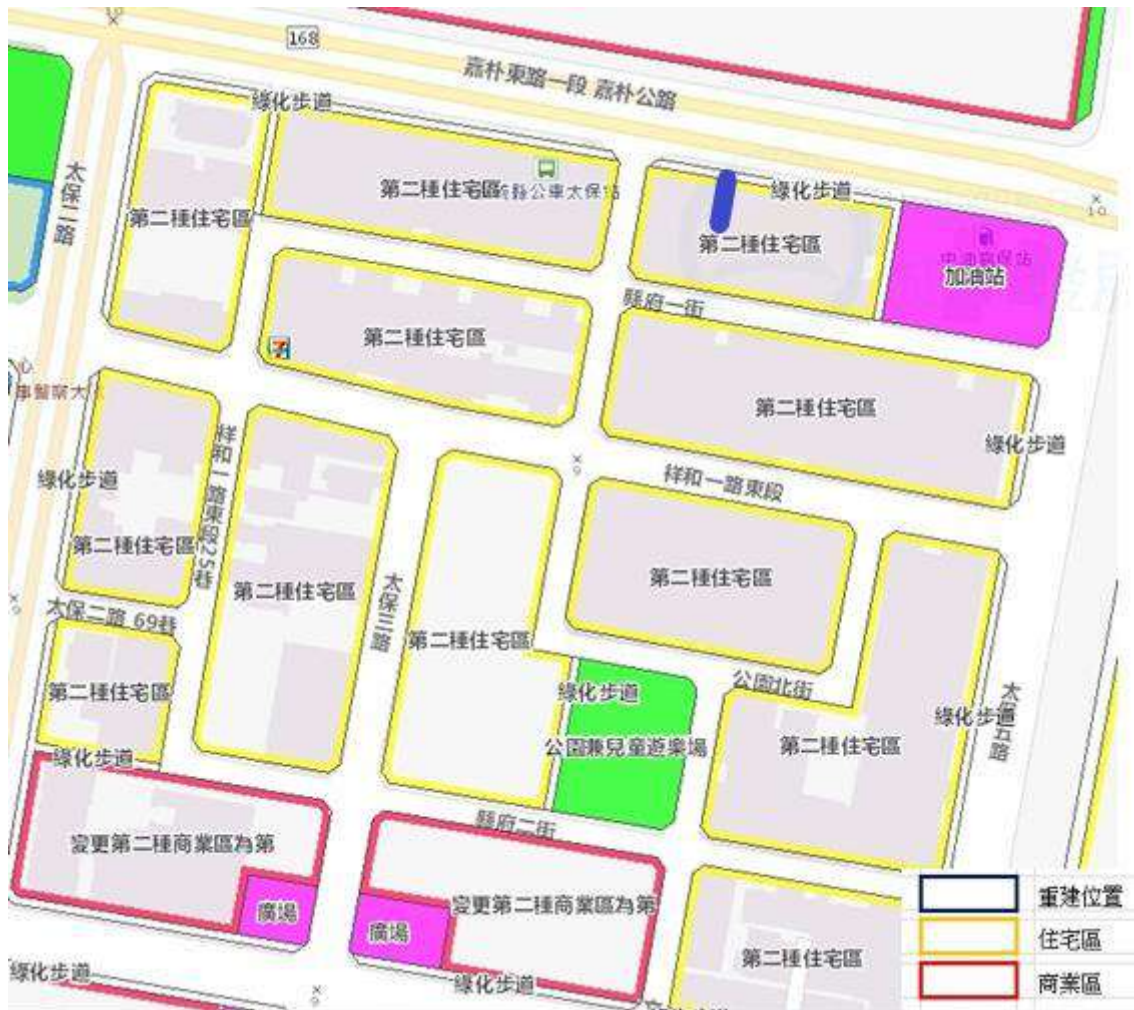 168
嘉朴東路一段 嘉朴公路
綠化步道
太保二路
第二種住宅區
第二種住宅區
縣公車太保
綠化步道
第二種住宅區
第二種住宅區
加油站
縣府一街
第二種住宅區
第二種住宅區
綠化步道
祥和一路東段
祥和一路東段25巷
綠化步道
第二種住宅區
第二種住宅區
太保三路
第二種住宅區
第二種住宅區
太保二路 69巷
第二種住宅區
公園北街
綠化步道
綠化步道
太保五路
公園兼兒童遊樂場
第二種住宅區
綠化步道
縣府二街
變更第二種商業區為第
變更第二種商業區為第
廣場
廣場
第二種住宅區
綠化步道
綠化步道
重建位置
住宅區
商業區